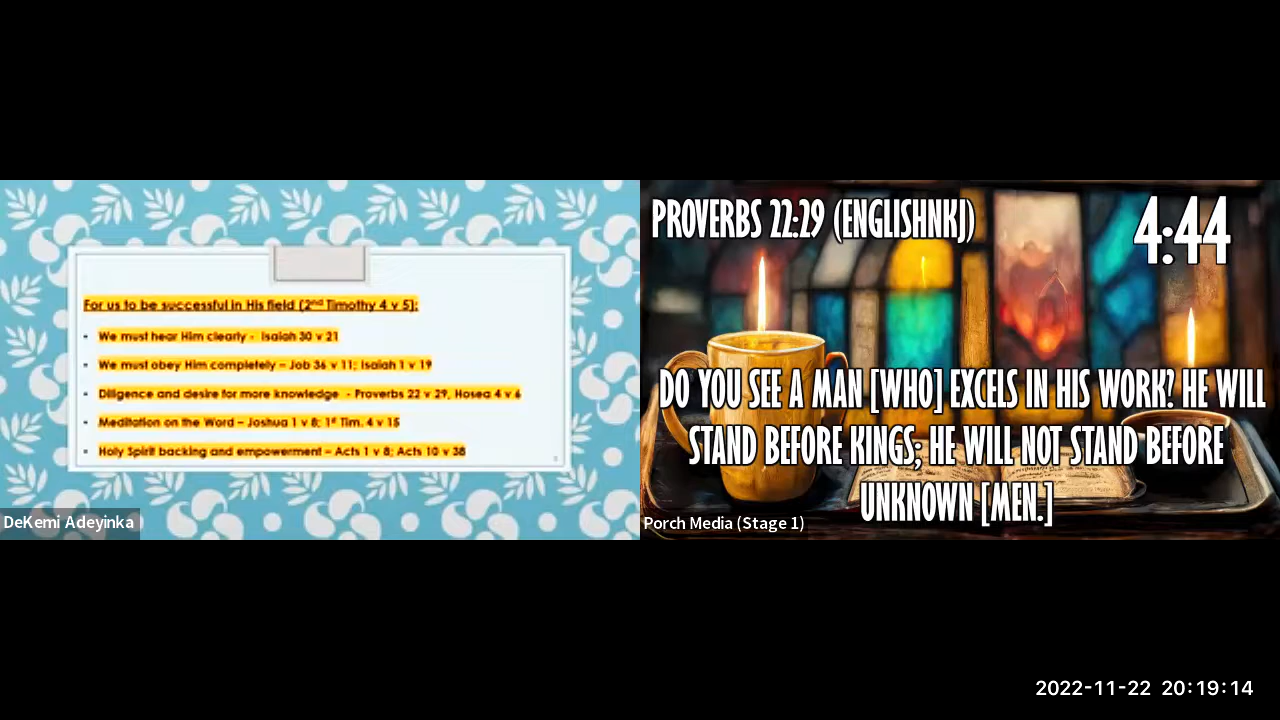 For us to be successful in His field (2nd Timothy 4 v 5):
▪ We must hear Him clearly - Isaiah 30 v 21
▪ We must obey Him completely – Job 36 v 11; Isaiah 1 v 19
▪ Diligence and desire for more knowledge - Proverbs 22 v 29, Hosea 4 v 6
▪ Meditation on the Word – Joshua 1 v 8; 1st Tim. 4 v 15
▪ Holy Spirit backing and empowerment – Acts 1 v 8; Acts 10 v 38
DeKemi Adeyinka
PROVERBS 22:29 (ENGLISHNKJ)
4:44
DO YOU SEE A MAN [WHO] EXCELS IN HIS WORK? HE WILL
STAND BEFORE KINGS; HE WILL NOT STAND BEFORE
UNKNOWN [MEN.]
Porch Media (Stage 1)
2022-11-22 20:19:14